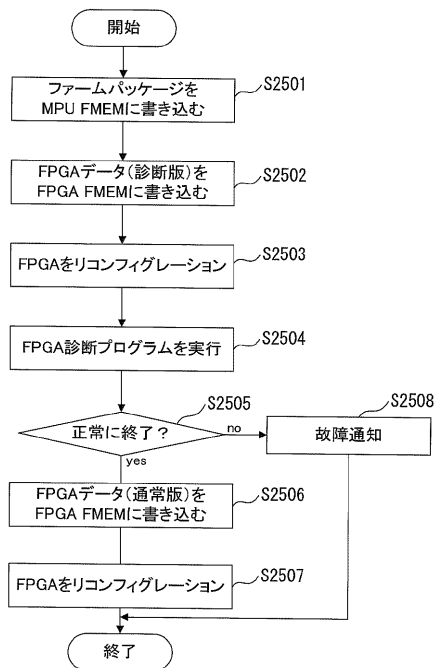 開始
ファームパッケージを
MPU FMEMに書き込む
S2501
FPGAデータ(診断版)を
FPGA FMEMに書き込む
S2502
FPGAをリコンフィグレーション
S2503
FPGA診断プログラムを実行
S2504
正常に終了?
S2505
no
yes
故障通知
S2508
FPGAデータ(通常版)を
FPGA FMEMに書き込む
S2506
FPGAをリコンフィグレーション
S2507
終了